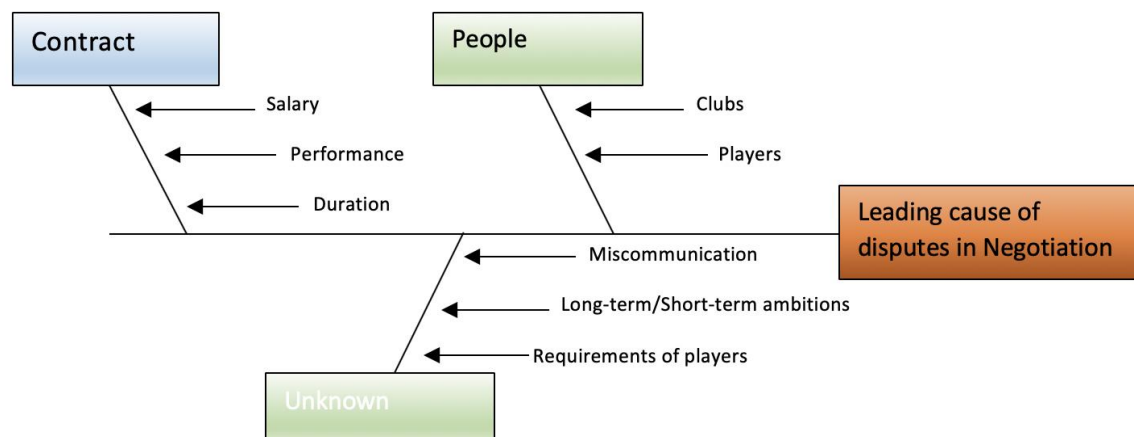 Contract
People
Salary
Clubs
Performance
Players
Duration
Leading cause of
disputes in Negotiation
Miscommunication
Long-term/Short-term ambitions
Requirements of players
Unknown